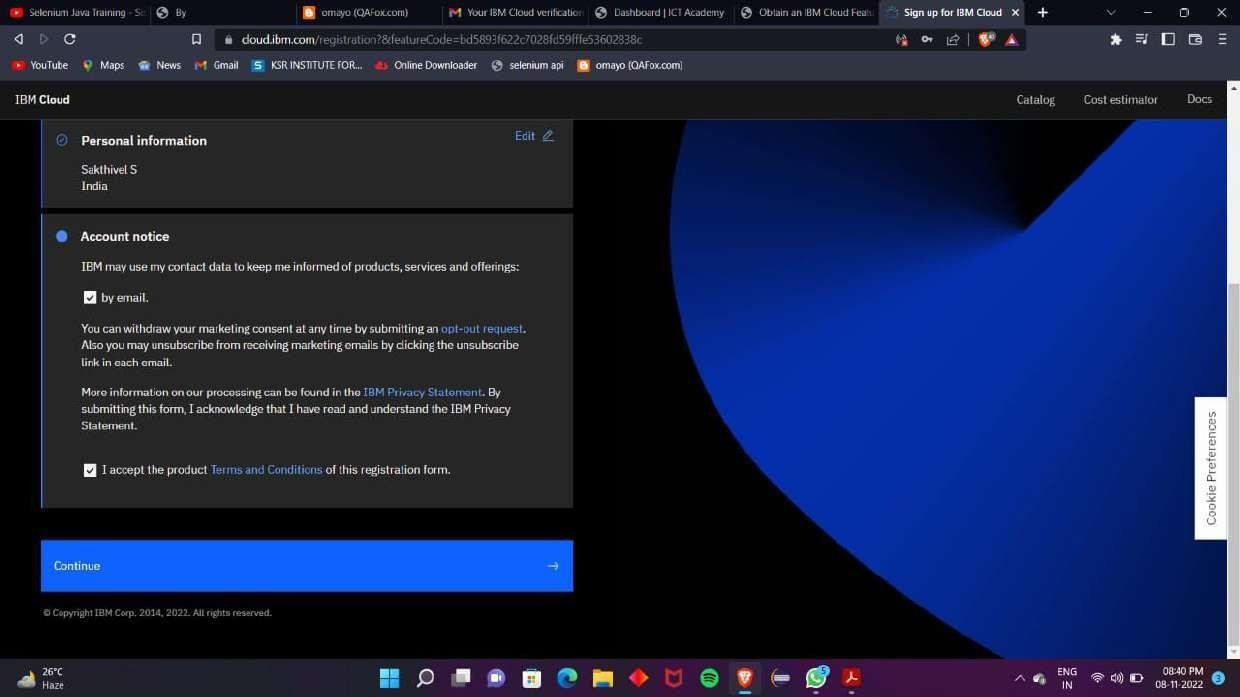 Selenium Java Training - Se
By
omayo (QAFox.com)
Your IBM Cloud verification
Dashboard | ICT Academy
Obtain an IBM Cloud Featu
Sign up for IBM Cloud
cloud.ibm.com/registration?&featureCode=bd5893f622c7028fd59fffe53602838c
YouTube
Maps
News
Gmail
KSR INSTITUTE FOR...
Online Downloader
selenium api
omayo (QAFox.com)
IBM Cloud
Catalog
Cost estimator
Docs
Personal information
Edit
Sakthivel S
India
Account notice
IBM may use my contact data to keep me informed of products, services and offerings:
by email.
You can withdraw your marketing consent at any time by submitting an opt-out request.
Also you may unsubscribe from receiving marketing emails by clicking the unsubscribe
link in each email.
More information on our processing can be found in the IBM Privacy Statement. By
submitting this form, I acknowledge that I have read and understand the IBM Privacy
Statement.
I accept the product Terms and Conditions of this registration form.
Cookie Preferences
Continue
© Copyright IBM Corp. 2014, 2022. All rights reserved.
26°C
Haze
5
ENG
IN
08:40 PM
08-11-2022
3